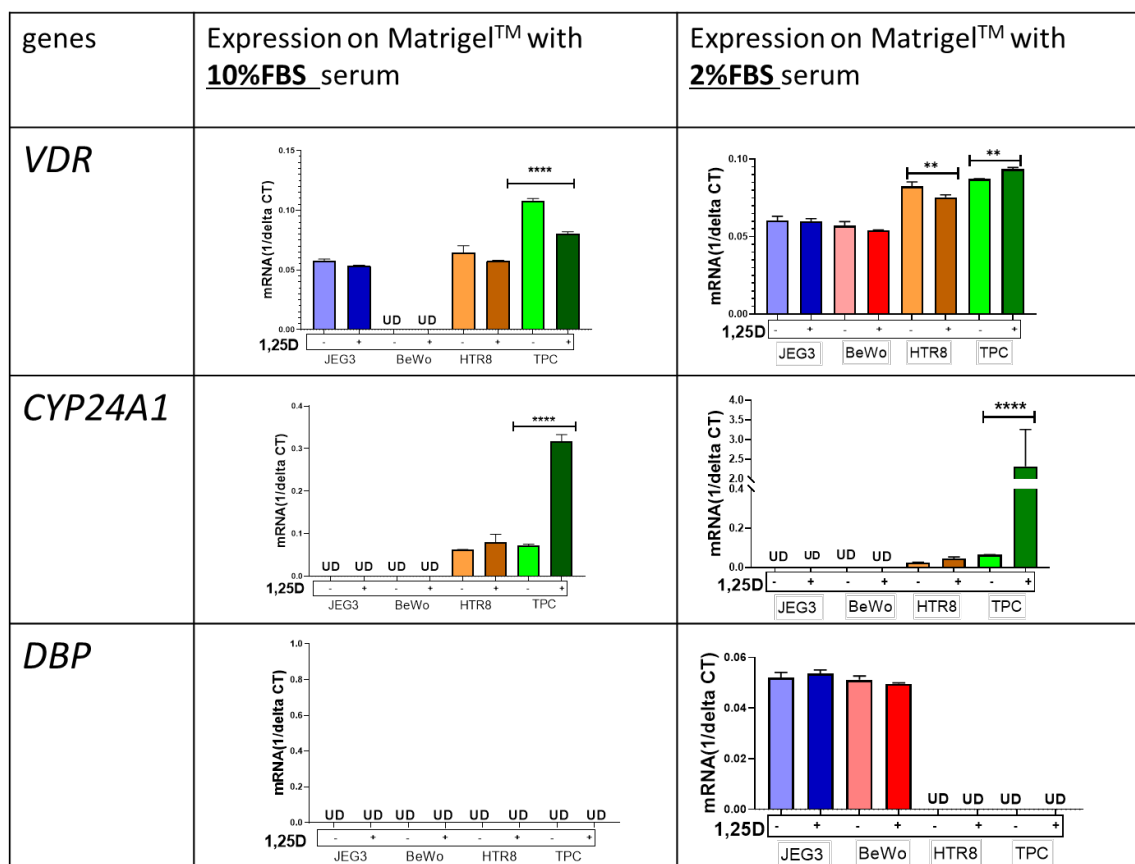 genes
Expression on Matrigel™ with
10%FBS serum
Expression on Matrigel™ with
2%FBS serum
VDR
mRNA(1/delta CT)
0.15
0.10
0.05
0.00
****
UD UD
1,25D - + - + - + - +
JEG3 BeWo HTR8 TPC
mRNA(1/delta CT)
0.10
0.05
0.00
** **
1,25D - + - + - + - +
JEG3 BeWo HTR8 TPC
CYP24A1
mRNA(1/delta CT)
0.4
0.3
0.2
0.1
0.0
****
UD UD UD UD
1,25D - + - + - + - +
JEG3 BeWo HTR8 TPC
mRNA(1/delta CT)
4.0
3.5
3.0
2.5
2.0
0.4
0.2
0.0
****
UD UD UD UD
1,25D - + - + - + - +
JEG3 BeWo HTR8 TPC
DBP
mRNA(1/delta CT)
1.0
0.8
0.6
0.4
0.2
0.0
UD UD UD UD UD UD UD UD
1,25D - + - + - + - +
JEG3 BeWo HTR8 TPC
mRNA(1/delta CT)
0.06
0.04
0.02
0.00
UD UD UD UD
1,25D - + - + - + - +
JEG3 BeWo HTR8 TPC